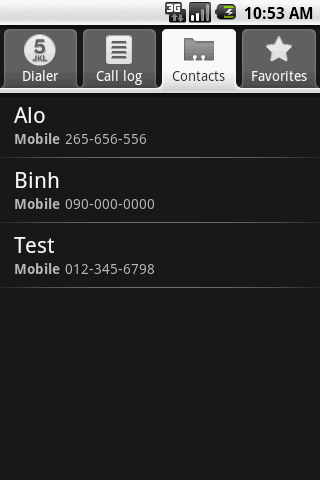 3G 10:53 AM
5
JKL
Dialer Call log Contacts Favorites
Alo
Mobile 265-656-556
Binh
Mobile 090-000-0000
Test
Mobile 012-345-6798